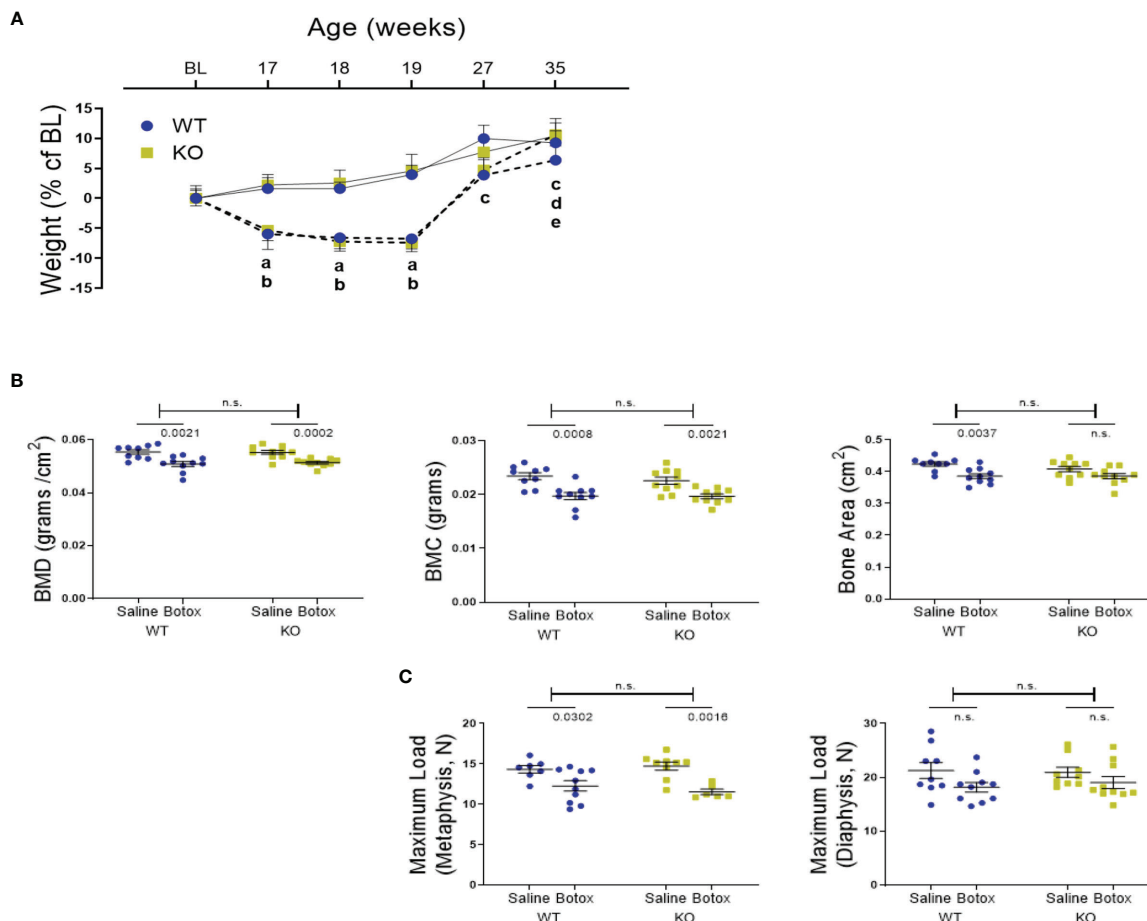 A
Age (weeks)
BL 17 18 19 27 35
Weight (% cf BL)
15
10
5
0
-5
-10
-15
WT
KO
a
b
a
b
a
b
c
c
d
e
B
n.s.
0.0021 0.0002
BMD (grams /cm²)
0.06
0.04
0.02
0.00
Saline Botox Saline Botox
WT KO
n.s.
0.0008 0.0021
BMC (grams)
0.03
0.02
0.01
0.00
Saline Botox Saline Botox
WT KO
n.s.
0.0037 n.s.
Bone Area (cm²)
0.5
0.4
0.3
0.2
0.1
0.0
Saline Botox Saline Botox
WT KO
C
n.s.
0.0302 0.0016
Maximum Load
(Metaphysis, N)
20
15
10
5
0
Saline Botox Saline Botox
WT KO
n.s.
n.s. n.s.
Maximum Load
(Diaphysis, N)
30
20
10
0
Saline Botox Saline Botox
WT KO